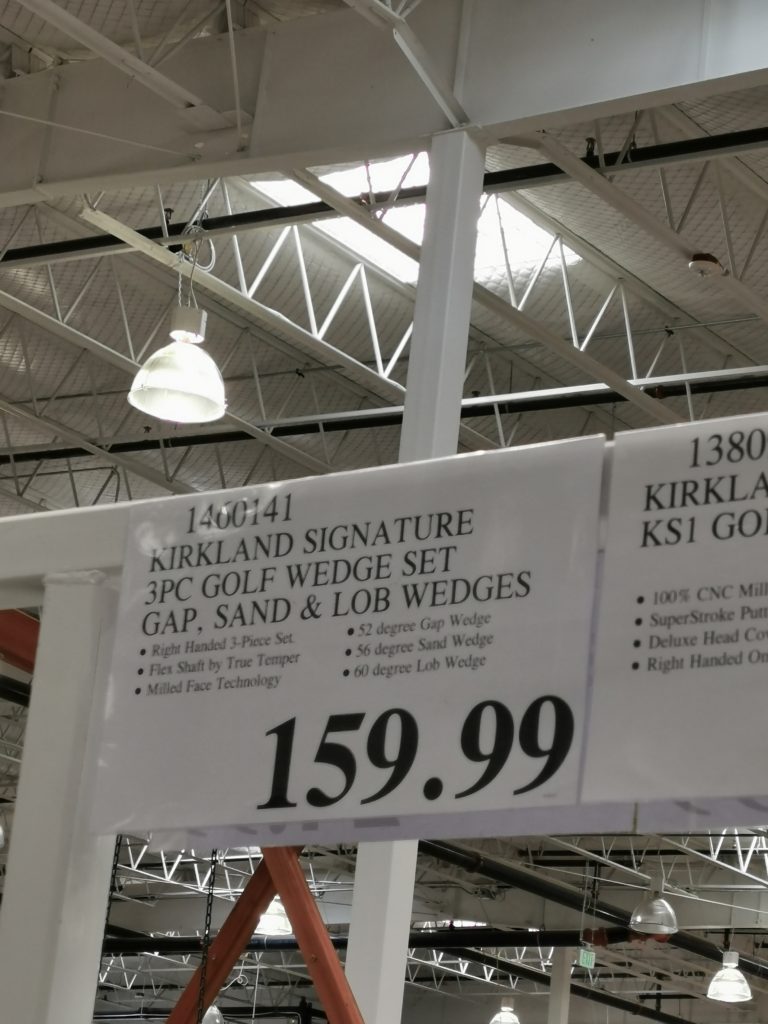 1460141
KIRKLAND SIGNATURE
3PC GOLF WEDGE SET
GAP, SAND & LOB WEDGES
• Right Handed 3-Piece Set
• Flex Shaft by True Temper
• Milled Face Technology
• 52 degree Gap Wedge
• 56 degree Sand Wedge
• 60 degree Lob Wedge
159.99
1380
KIRKLA
KS1 GO
• 100% CNC Mill
• SuperStroke Putt
• Deluxe Head Cov
• Right Handed On